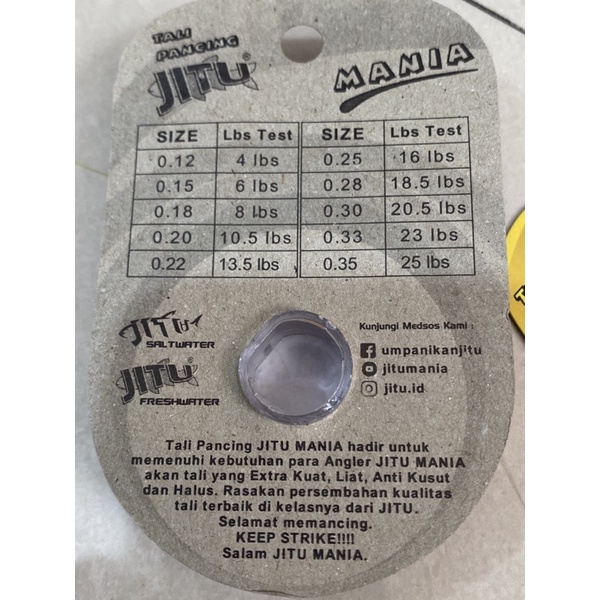 TALI
PANCING
JITU®
MANIA
SIZE Lbs Test SIZE Lbs Test
0.12 4 lbs 0.25 16 lbs
0.15 6 lbs 0.28 18.5 lbs
0.18 8 lbs 0.30 20.5 lbs
0.20 10.5 lbs 0.33 23 lbs
0.22 13.5 lbs 0.35 25 lbs
JITU
SALTWATER
JITU
FRESHWATER
Kunjungi Medsos Kami :
umpanikanjitu
jitumania
jitu.id
Tali Pancing JITU MANIA hadir untuk
memenuhi kebutuhan para Angler JITU MANIA
akan tali yang Extra Kuat, Liat, Anti Kusut
dan Halus. Rasakan persembahan kualitas
tali terbaik di kelasnya dari JITU.
Selamat memancing.
KEEP STRIKE!!!!
Salam JITU MANIA.